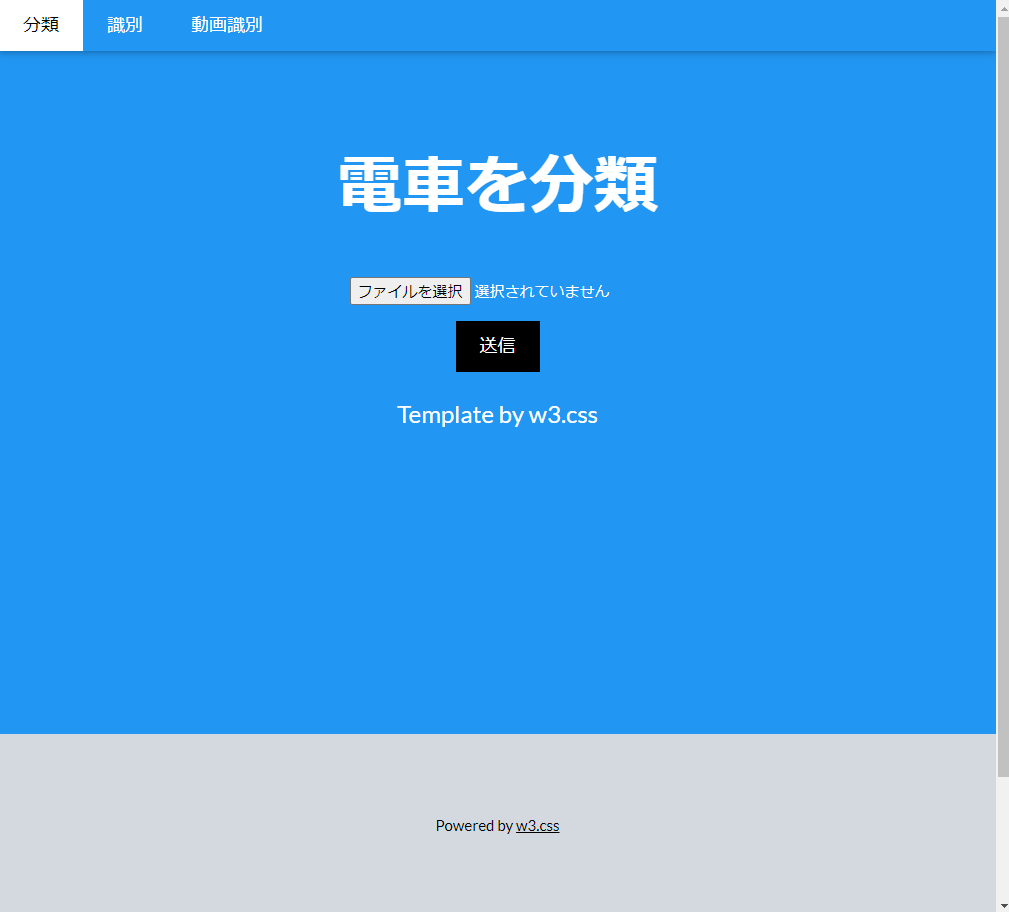 分類 識別 動画識別
電車を分類
ファイルを選択 選択されていません
送信
Template by w3.css
Powered by w3.css